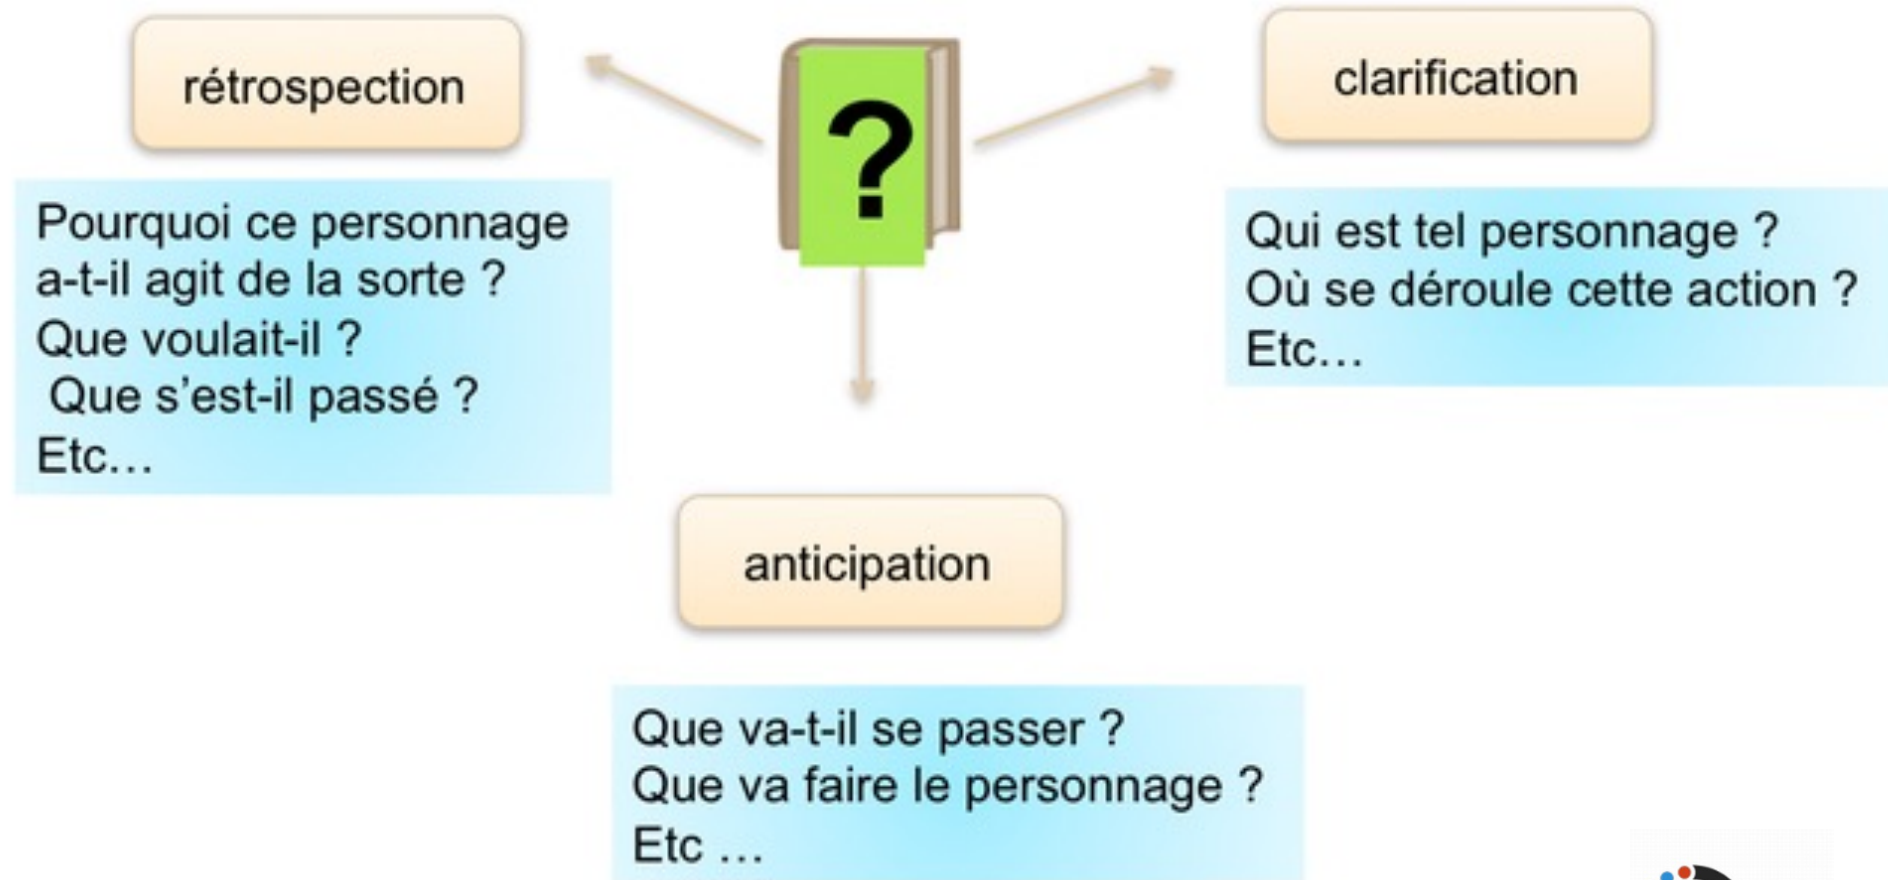 rétrospection
Pourquoi ce personnage
a-t-il agit de la sorte ?
Que voulait-il ?
Que s'est-il passé ?
Etc…
?
clarification
Qui est tel personnage ?
Où se déroule cette action ?
Etc…
anticipation
Que va-t-il se passer ?
Que va faire le personnage ?
Etc …